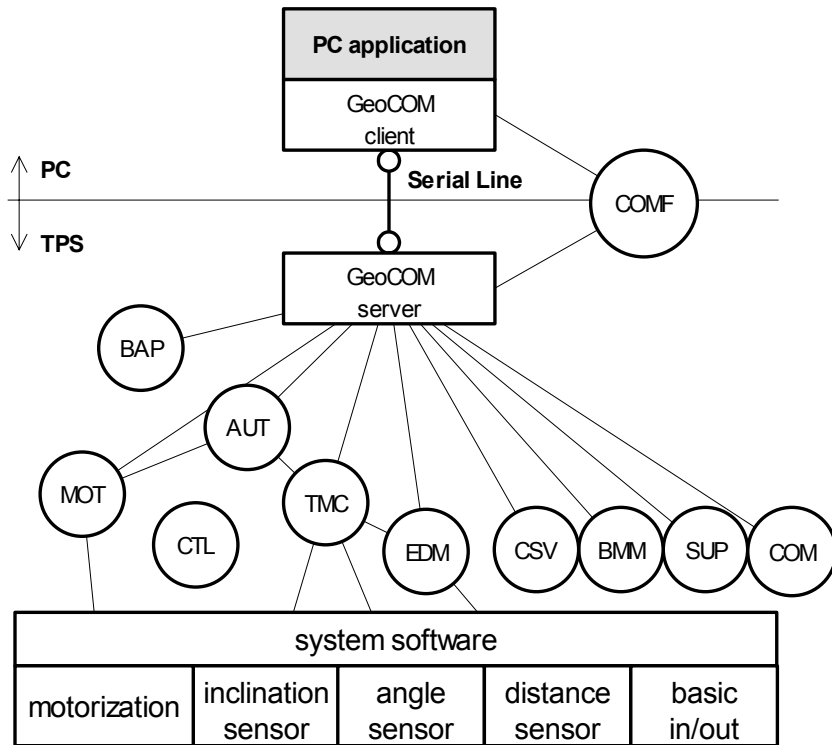 PC application
GeoCOM
client
PC
Serial Line
COMF
TPS
GeoCOM
server
BAP
AUT
MOT
TMC
CTL
EDM
CSV
BMM
SUP
COM
system software
motorization
inclination
sensor
angle
sensor
distance
sensor
basic
in/out